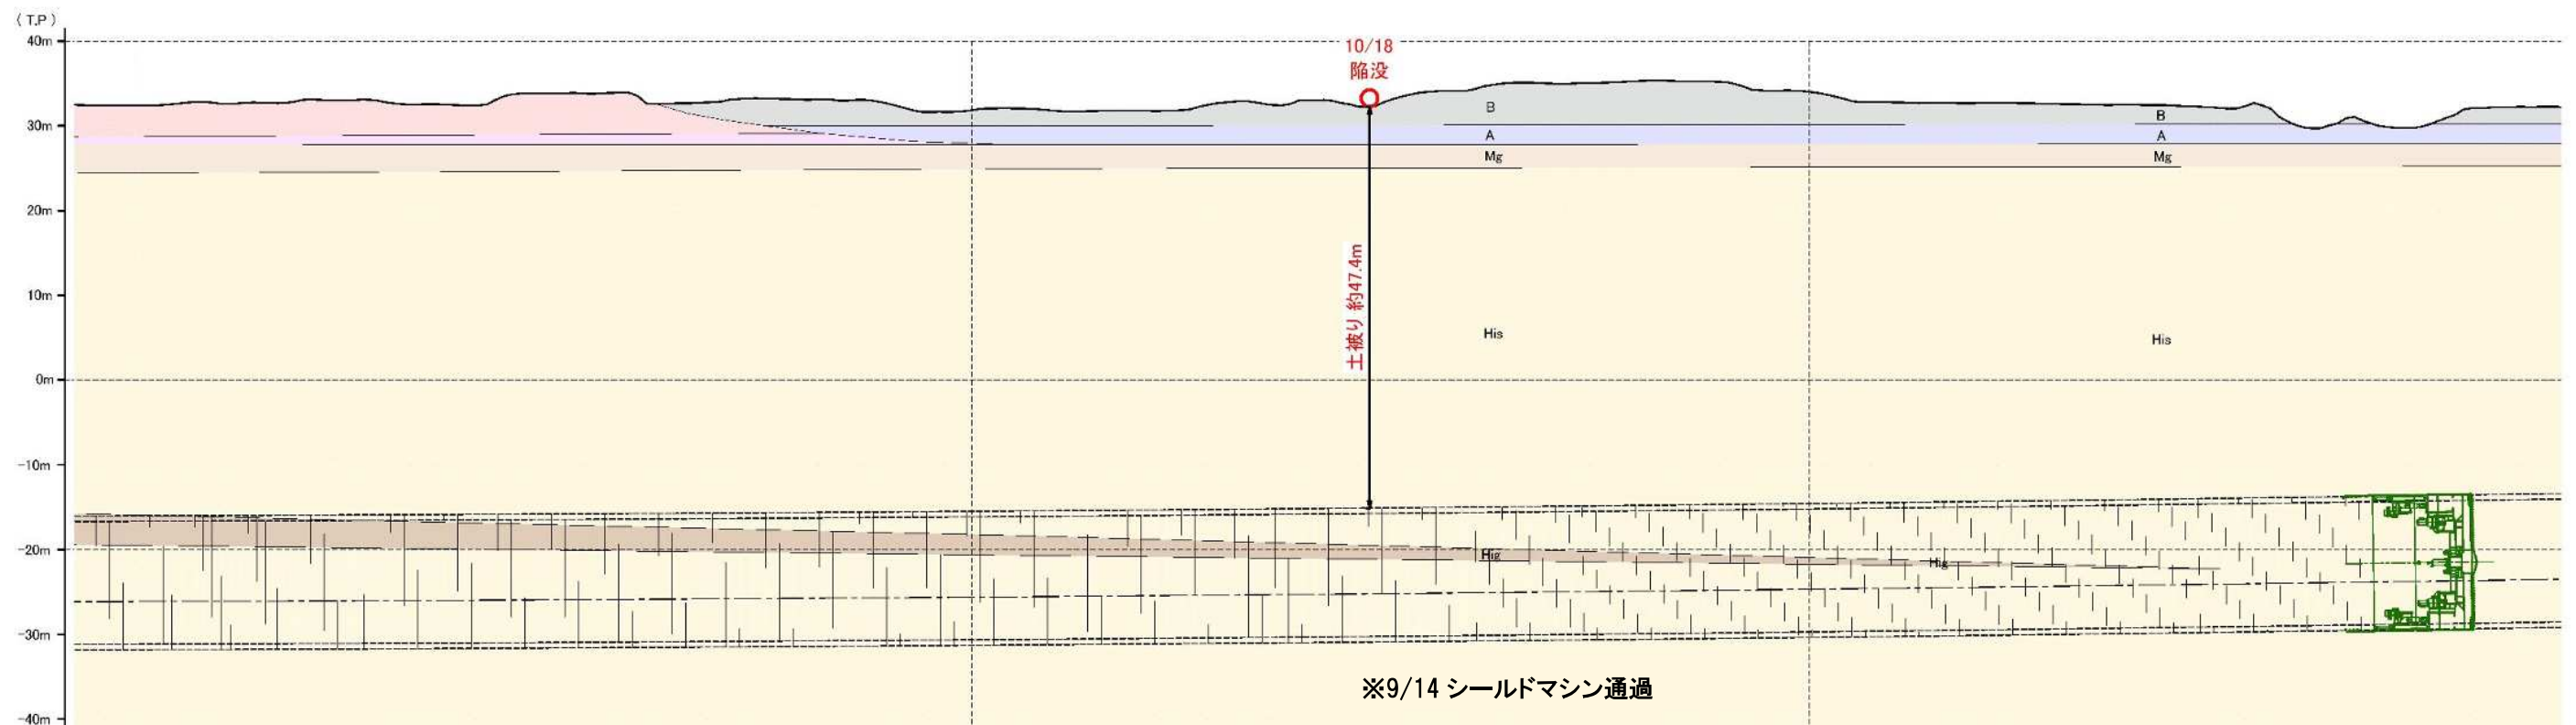 （T.P）
40m
10/18
陥没
30m
B
B
A
A
Mg
Mg
20m
土被り 約47.4m
10m
His
His
0m
-10m
-20m
Hig
Hig
-30m
※9/14 シールドマシン通過
-40m